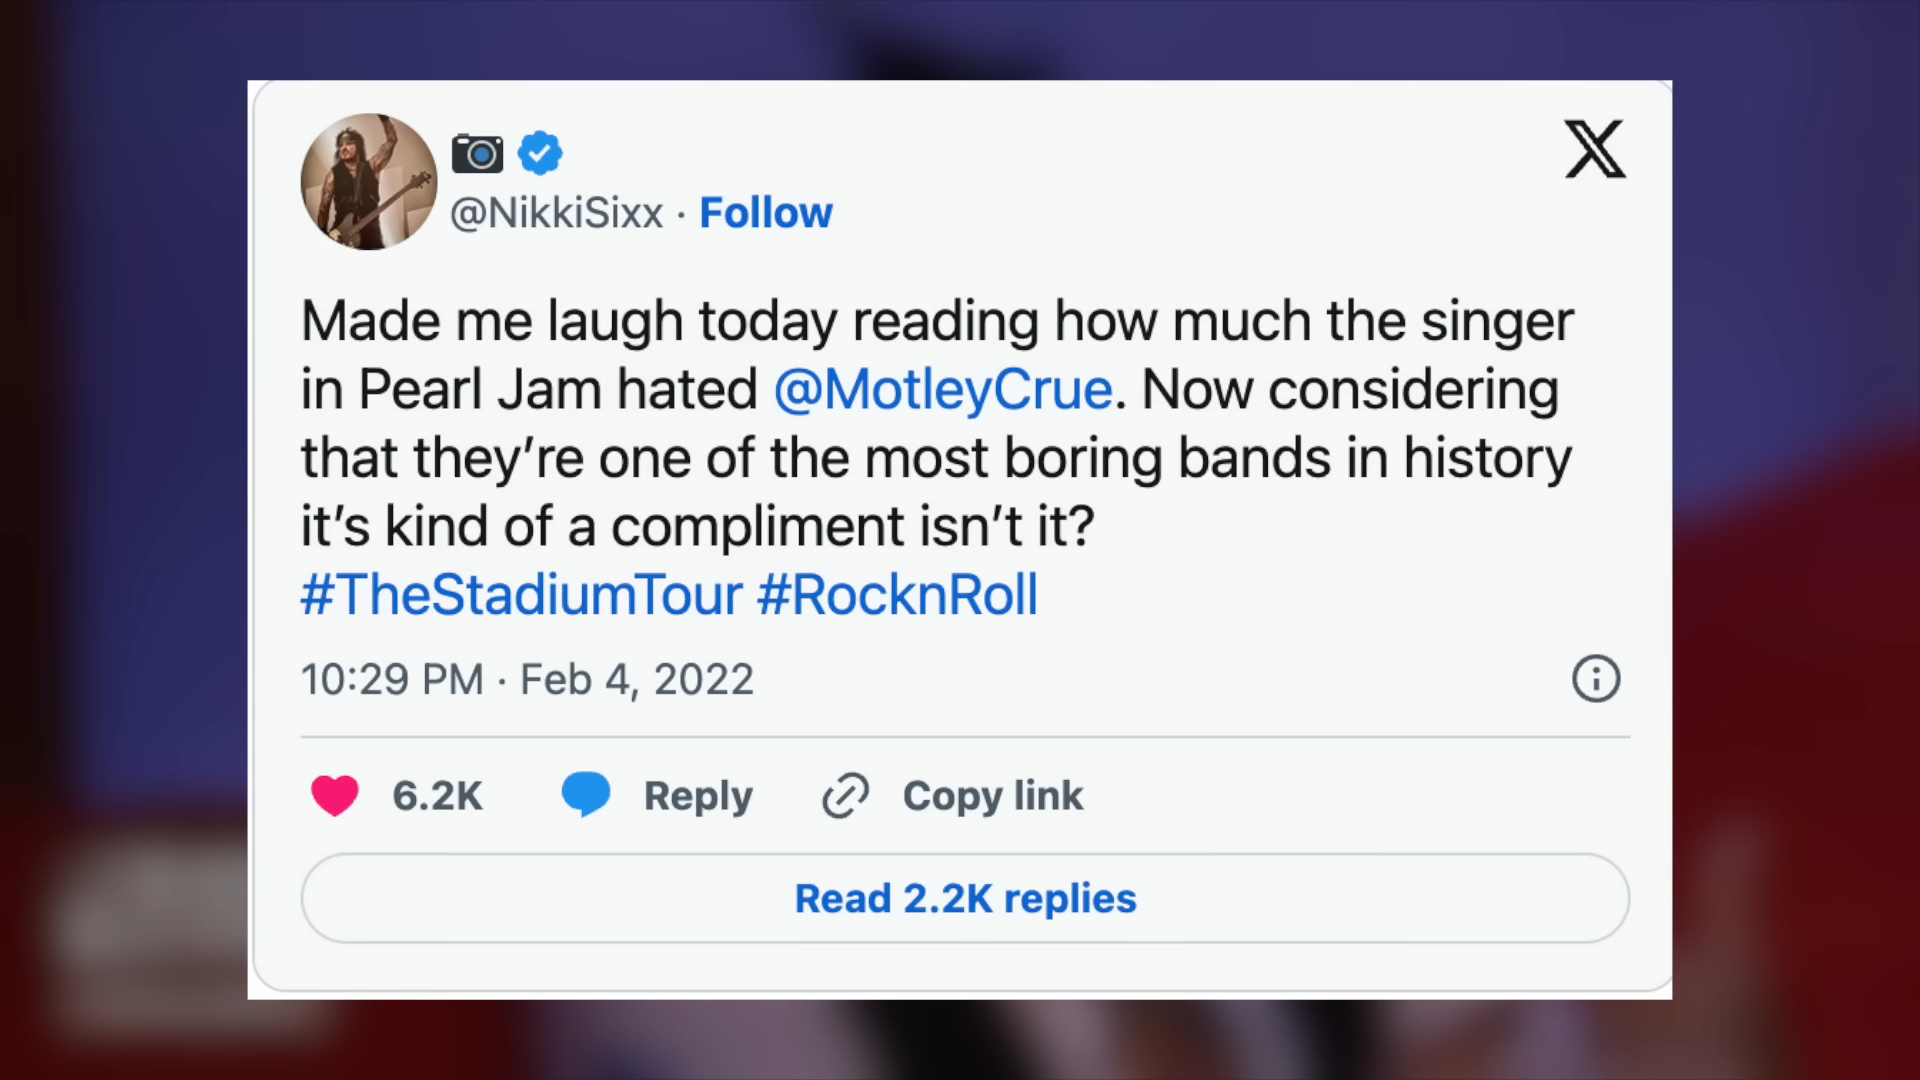 @NikkiSixx · Follow
Made me laugh today reading how much the singer
in Pearl Jam hated @MotleyCrue. Now considering
that they’re one of the most boring bands in history
it’s kind of a compliment isn’t it?
#TheStadiumTour #RocknRoll
10:29 PM · Feb 4, 2022
6.2K Reply Copy link
Read 2.2K replies